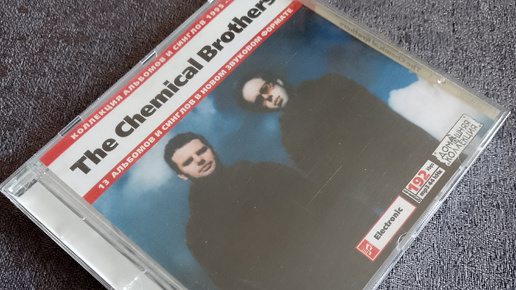 КОЛЛЕКЦИЯ АЛЬБОМОВ И СИНГЛОВ 1995-
The Chemical Brothers
13 АЛЬБОМОВ И СИНГЛОВ В НОВОМ ЗВУКОВОМ ФОРМАТЕ
Electronic
192
ДОМАШНЯЯ
КОЛЛЕКЦИЯ